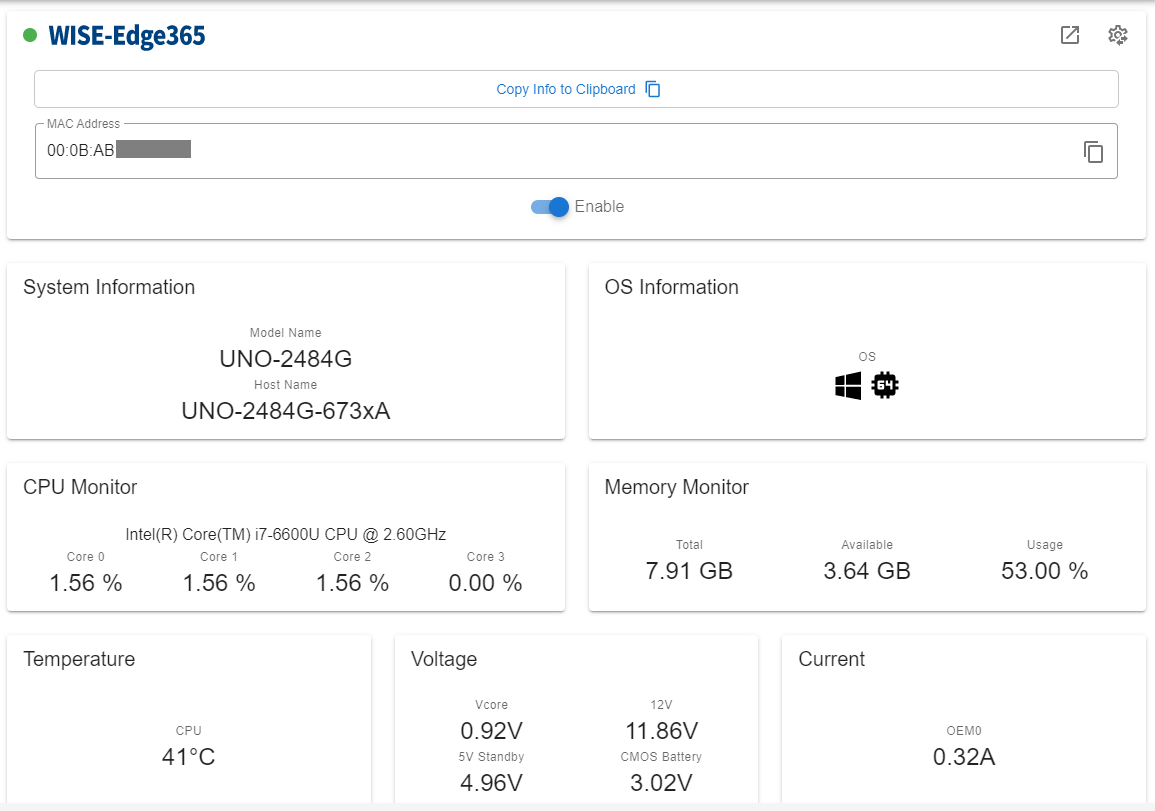 WISE-Edge365
Copy Info to Clipboard
MAC Address
00:0B:AB
Enable
System Information
Model Name
UNO-2484G
Host Name
UNO-2484G-673xA
OS Information
OS
64
CPU Monitor
Intel(R) Core(TM) i7-6600U CPU @ 2.60GHz
Core 0 Core 1 Core 2 Core 3
1.56 % 1.56 % 1.56 % 0.00 %
Memory Monitor
Total Available Usage
7.91 GB 3.64 GB 53.00 %
Temperature
CPU
41°C
Voltage
Vcore 12V
0.92V 11.86V
5V Standby CMOS Battery
4.96V 3.02V
Current
OEM0
0.32A